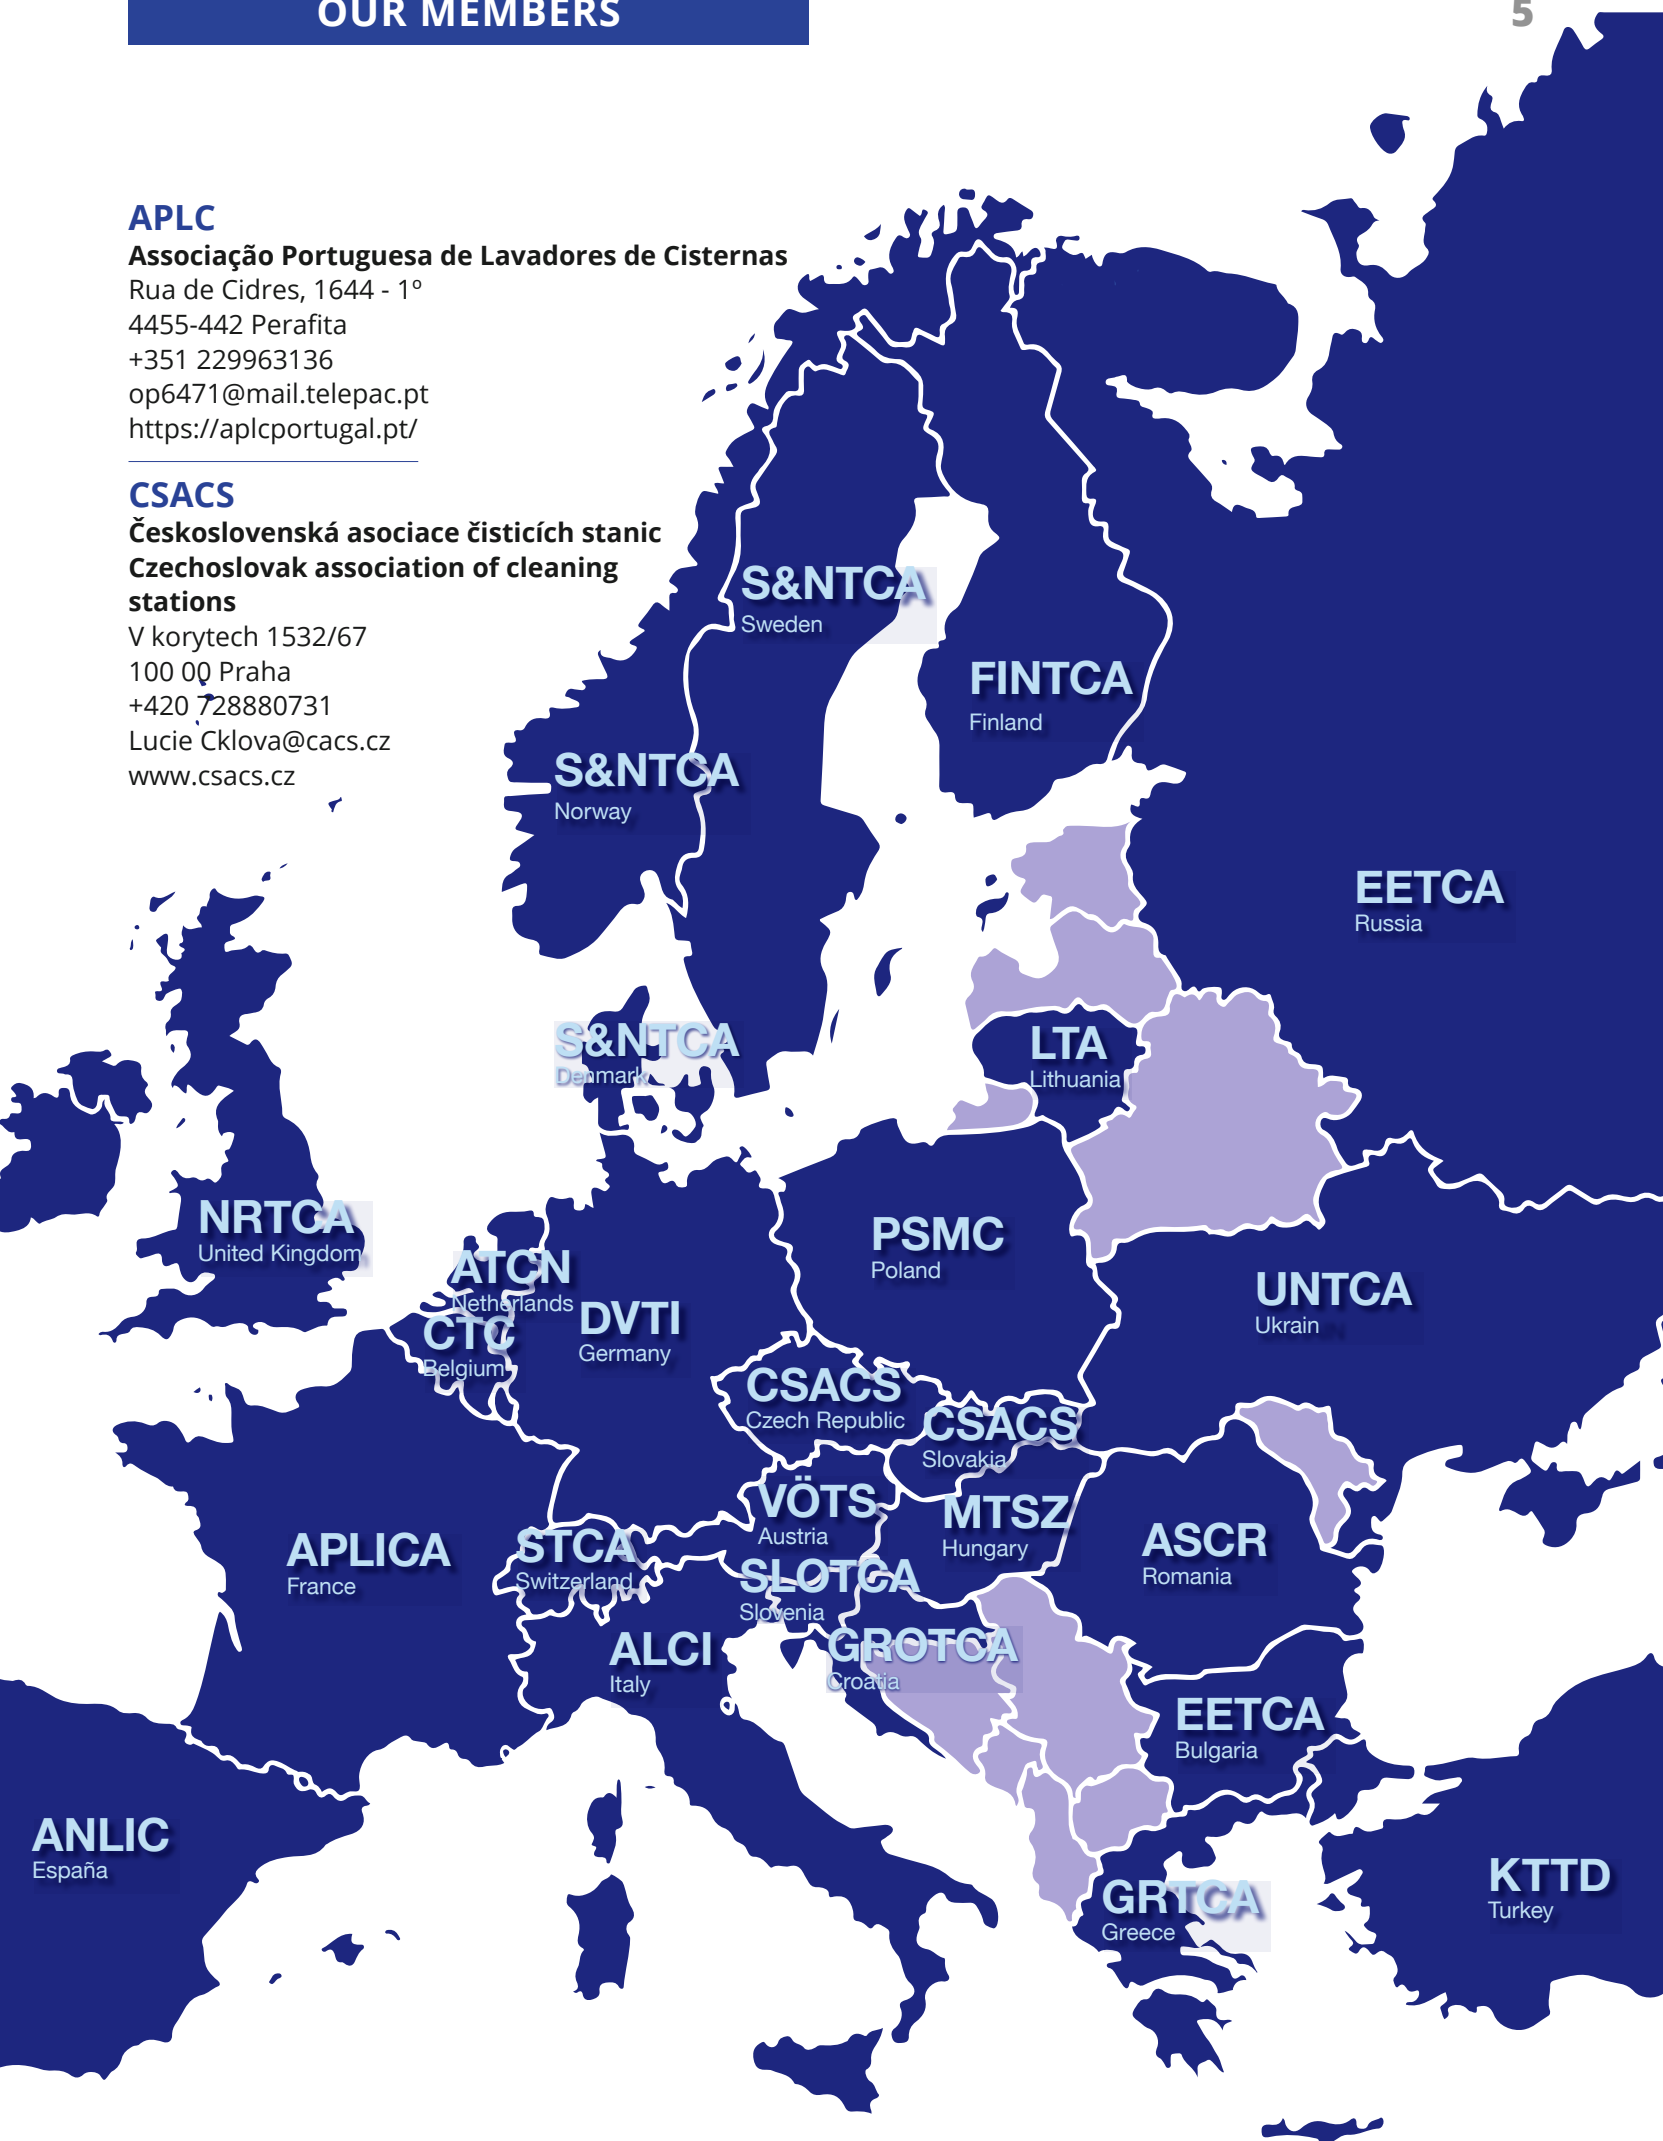 OUR MEMBERS
5
APLC
Associação Portuguesa de Lavadores de Cisternas
Rua de Cidres, 1644 - 1º
4455-442 Perafita
+351 229963136
op6471@mail.telepac.pt
https://aplcportugal.pt/
CSACS
Československá asociace čisticích stanic
Czechoslovak association of cleaning
stations
V korytech 1532/67
100 00 Praha
+420 728880731
Lucie Cklova@cacs.cz
www.csacs.cz
S&NTCA
Sweden
FINTCA
Finland
S&NTCA
Norway
EETCA
Russia
S&NTCA
Denmark
LTA
Lithuania
NRTCA
United Kingdom
ATCN
Netherlands
PSMC
Poland
UNTCA
Ukrain
CTC
Belgium
DVTI
Germany
CSACS
Czech Republic
CSACS
Slovakia
VÖTS
Austria
MTSZ
Hungary
ASCR
Romania
APLICA
France
STCA
Switzerland
SLOTCA
Slovenia
ALCI
Italy
GROTCA
Croatia
EETCA
Bulgaria
ANLIC
España
GRTCA
Greece
KTTD
Turkey